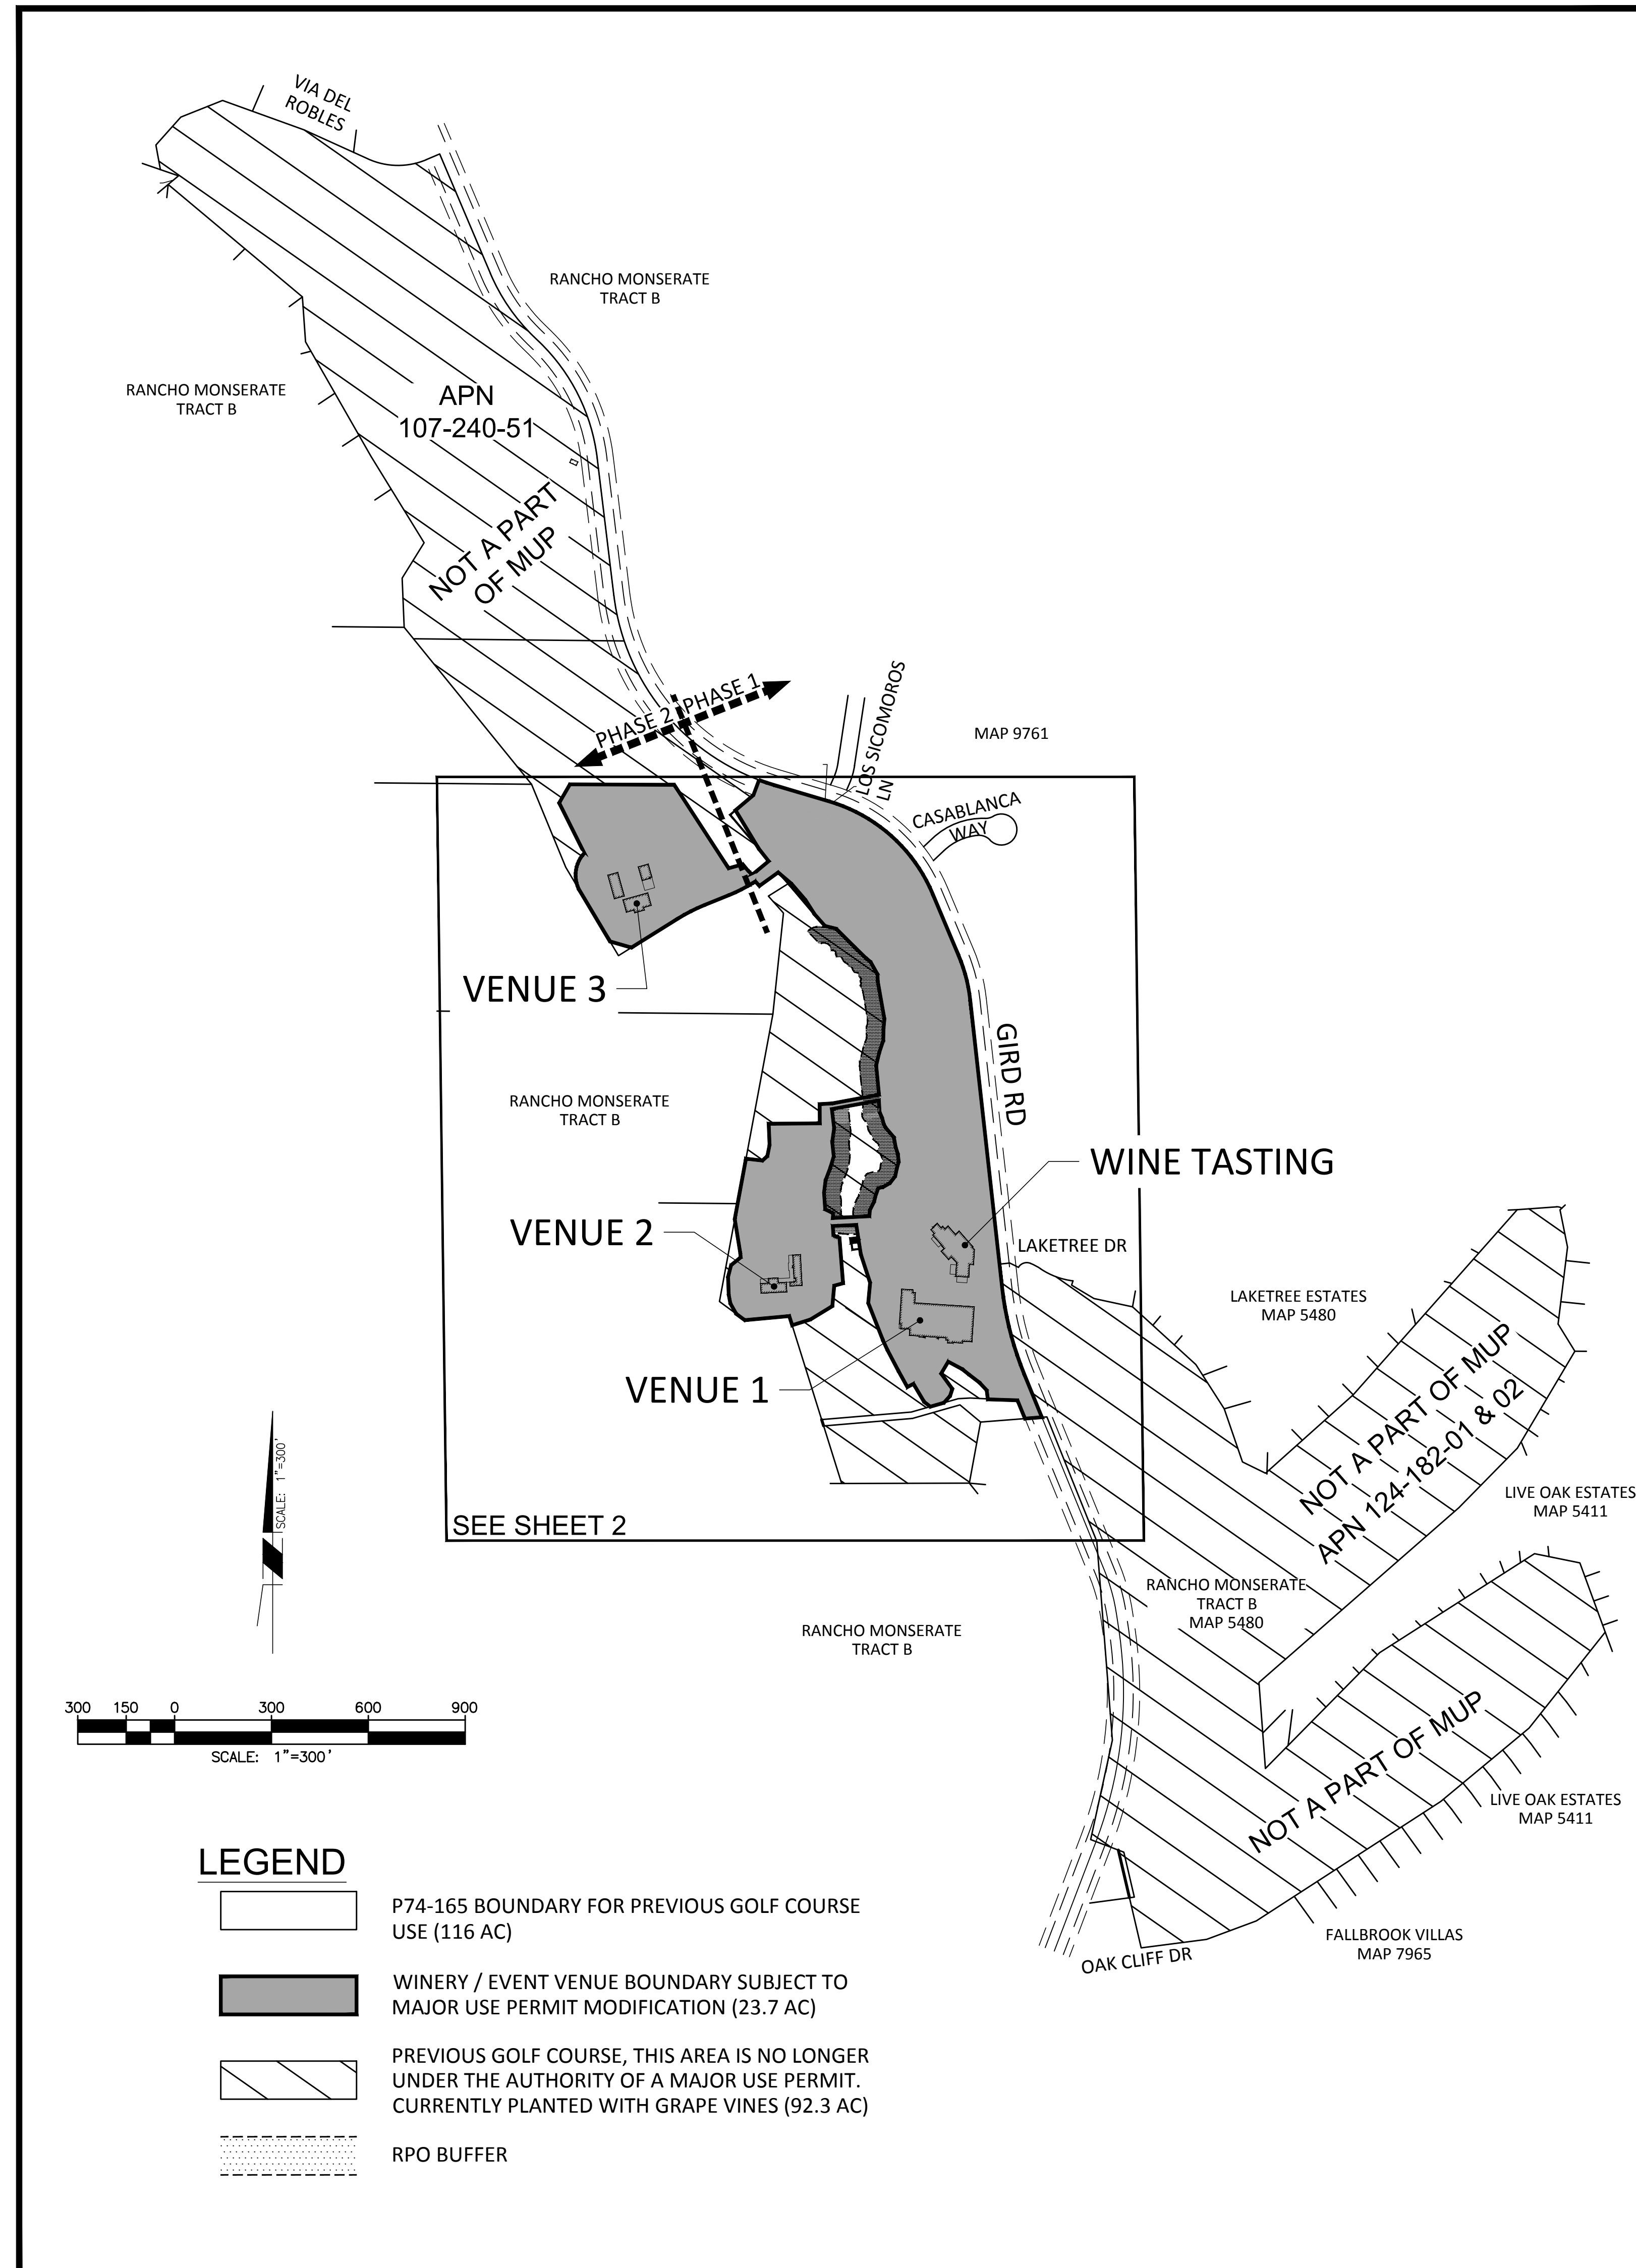 VIA DEL
ROBLES
RANCHO MONSERATE
TRACT B
RANCHO MONSERATE
TRACT B
APN
107-240-51
NOT A PART
OF MUP
PHASE 2
PHASE 1
LOS SICOMOROS
LN
MAP 9761
CASABLANCA
WAY
VENUE 3
GIRD RD
RANCHO MONSERATE
TRACT B
WINE TASTING
VENUE 2
LAKETREE DR
LAKETREE ESTATES
MAP 5480
VENUE 1
NOT A PART OF MUP
APN 124-182-01 & 02
LIVE OAK ESTATES
MAP 5411
SEE SHEET 2
SCALE: 1"=300'
RANCHO MONSERATE
TRACT B
MAP 5480
RANCHO MONSERATE
TRACT B
300 150 0 300 600 900
SCALE: 1"=300'
NOT A PART OF MUP
LIVE OAK ESTATES
MAP 5411
FALLBROOK VILLAS
MAP 7965
OAK CLIFF DR
LEGEND
P74-165 BOUNDARY FOR PREVIOUS GOLF COURSE
USE (116 AC)
WINERY / EVENT VENUE BOUNDARY SUBJECT TO
MAJOR USE PERMIT MODIFICATION (23.7 AC)
PREVIOUS GOLF COURSE, THIS AREA IS NO LONGER
UNDER THE AUTHORITY OF A MAJOR USE PERMIT.
CURRENTLY PLANTED WITH GRAPE VINES (92.3 AC)
RPO BUFFER